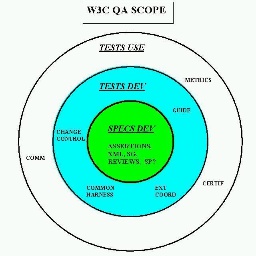 W3C QA SCOPE
TESTS USE
TESTS DEV
METRICS
GUIDE
SPECS DEV
CHANGE
CONTROL
ASSERTIONS
XML, SG.
REVIEWS, SP?
COMM
CERTIF
COMMON
HARNESS
EXT
COORD